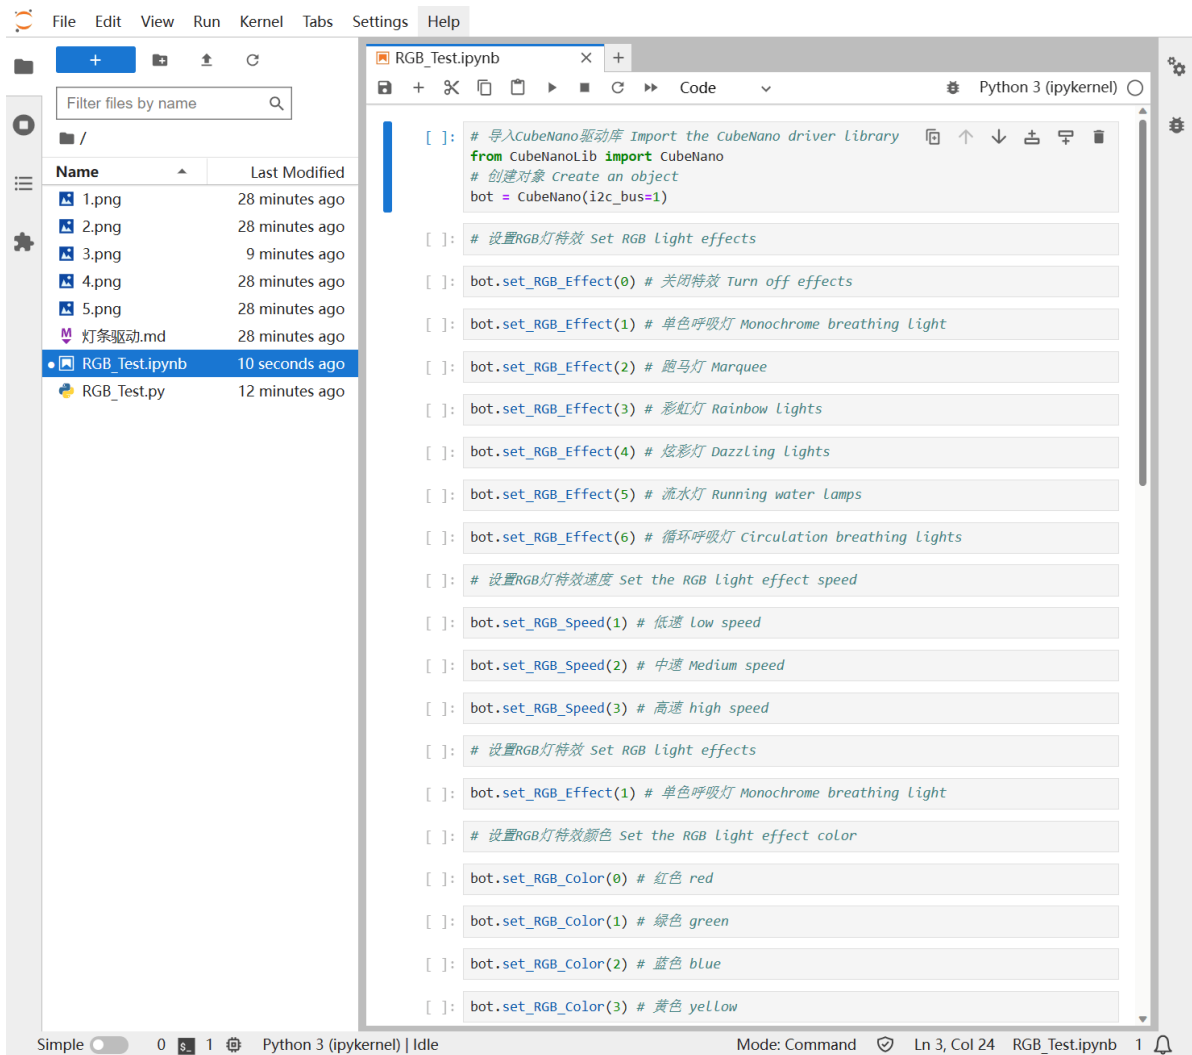 File Edit View Run Kernel Tabs Settings Help
RGB_Test.ipynb
Code
Python 3 (ipykernel)
Filter files by name
/
Name Last Modified
1.png 28 minutes ago
2.png 28 minutes ago
3.png 9 minutes ago
4.png 28 minutes ago
5.png 28 minutes ago
灯条驱动.md 28 minutes ago
RGB_Test.ipynb 10 seconds ago
RGB_Test.py 12 minutes ago
[ ]: # 导入CubeNano驱动库 Import the CubeNano driver library
from CubeNanoLib import CubeNano
# 创建对象 Create an object
bot = CubeNano(i2c_bus=1)
[ ]: # 设置RGB灯特效 Set RGB light effects
[ ]: bot.set_RGB_Effect(0) # 关闭特效 Turn off effects
[ ]: bot.set_RGB_Effect(1) # 单色呼吸灯 Monochrome breathing light
[ ]: bot.set_RGB_Effect(2) # 跑马灯 Marquee
[ ]: bot.set_RGB_Effect(3) # 彩虹灯 Rainbow lights
[ ]: bot.set_RGB_Effect(4) # 炫彩灯 Dazzling lights
[ ]: bot.set_RGB_Effect(5) # 流水灯 Running water lamps
[ ]: bot.set_RGB_Effect(6) # 循环呼吸灯 Circulation breathing lights
[ ]: # 设置RGB灯特效速度 Set the RGB light effect speed
[ ]: bot.set_RGB_Speed(1) # 低速 low speed
[ ]: bot.set_RGB_Speed(2) # 中速 Medium speed
[ ]: bot.set_RGB_Speed(3) # 高速 high speed
[ ]: # 设置RGB灯特效 Set RGB light effects
[ ]: bot.set_RGB_Effect(1) # 单色呼吸灯 Monochrome breathing light
[ ]: # 设置RGB灯特效颜色 Set the RGB light effect color
[ ]: bot.set_RGB_Color(0) # 红色 red
[ ]: bot.set_RGB_Color(1) # 绿色 green
[ ]: bot.set_RGB_Color(2) # 蓝色 blue
[ ]: bot.set_RGB_Color(3) # 黄色 yellow
Simple 0 $_ 1 Python 3 (ipykernel) | Idle Mode: Command Ln 3, Col 24 RGB_Test.ipynb 1